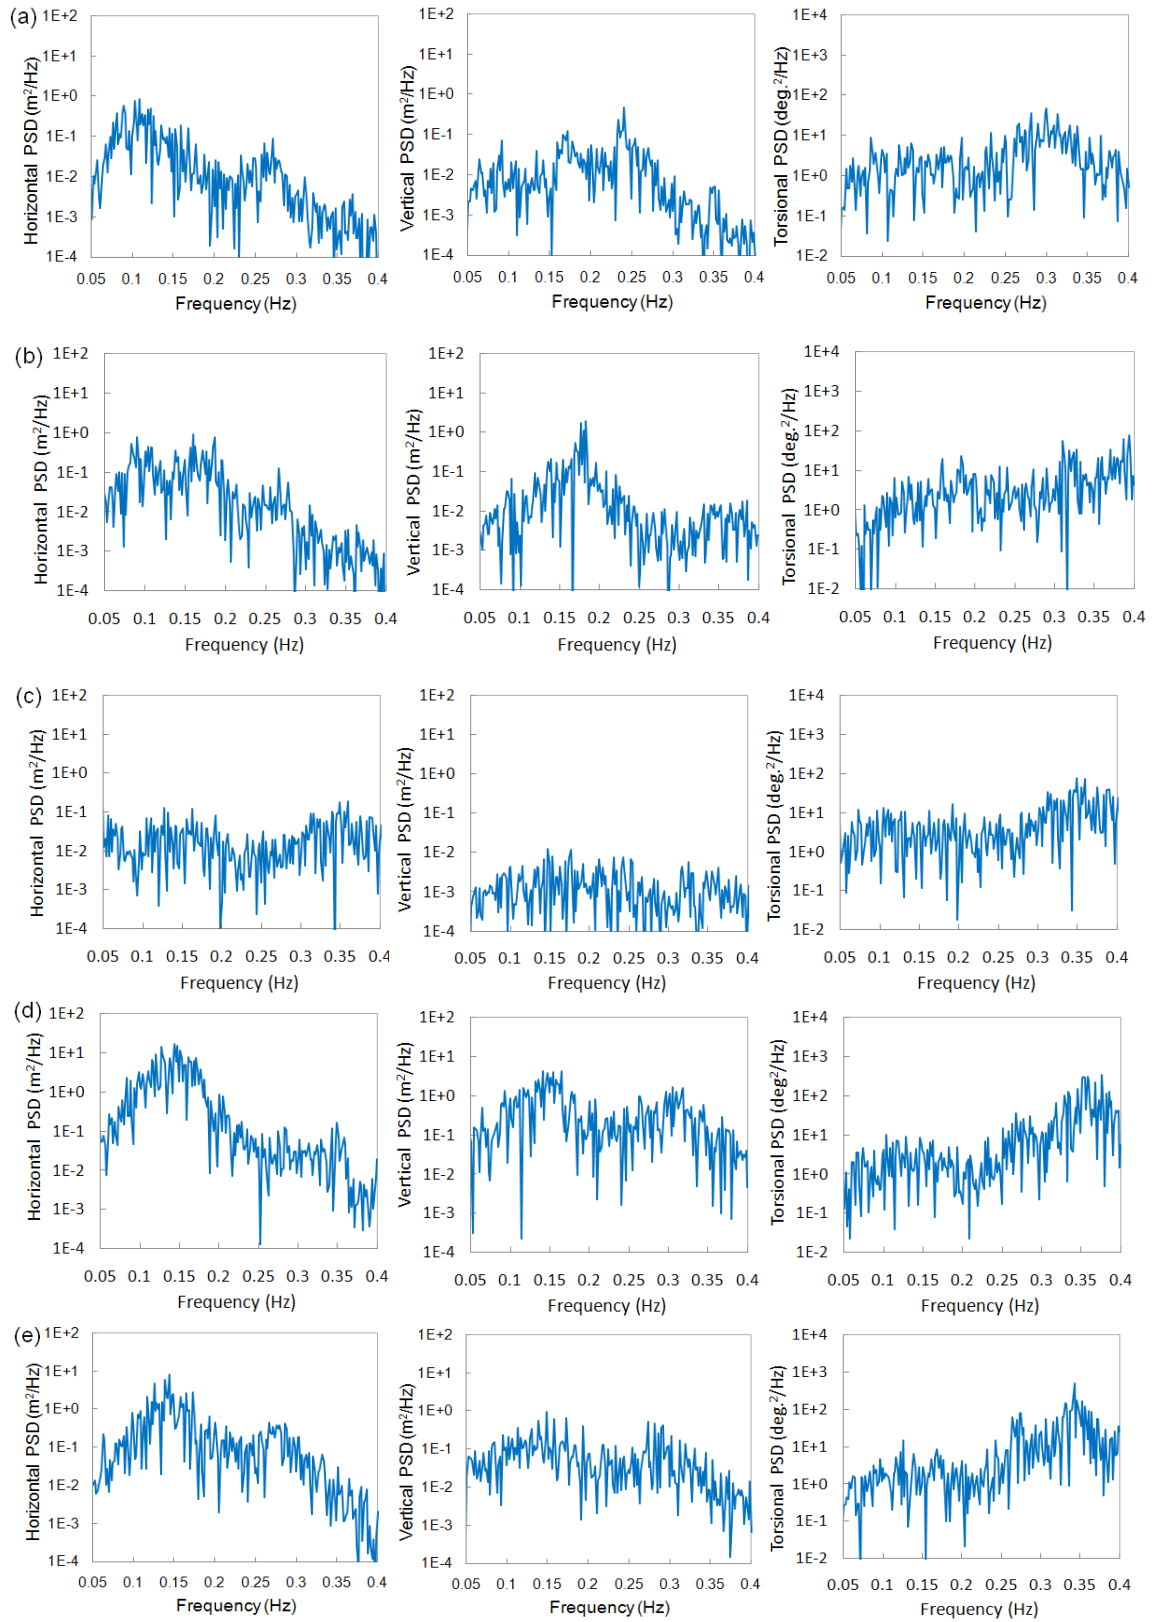 (a)
Horizontal PSD (m²/Hz)
1E+2
1E+1
1E+0
1E-1
1E-2
1E-3
1E-4
0.05 0.1 0.15 0.2 0.25 0.3 0.35 0.4
Frequency (Hz)
Vertical PSD (m²/Hz)
1E+2
1E+1
1E+0
1E-1
1E-2
1E-3
1E-4
0.05 0.1 0.15 0.2 0.25 0.3 0.35 0.4
Frequency (Hz)
Torsional PSD (deg.²/Hz)
1E+4
1E+3
1E+2
1E+1
1E+0
1E-1
1E-2
0.05 0.1 0.15 0.2 0.25 0.3 0.35 0.4
Frequency (Hz)
(b)
Horizontal PSD (m²/Hz)
1E+2
1E+1
1E+0
1E-1
1E-2
1E-3
1E-4
0.05 0.1 0.15 0.2 0.25 0.3 0.35 0.4
Frequency (Hz)
Vertical PSD (m²/Hz)
1E+2
1E+1
1E+0
1E-1
1E-2
1E-3
1E-4
0.05 0.1 0.15 0.2 0.25 0.3 0.35 0.4
Frequency (Hz)
Torsional PSD (deg.²/Hz)
1E+4
1E+3
1E+2
1E+1
1E+0
1E-1
1E-2
0.05 0.1 0.15 0.2 0.25 0.3 0.35 0.4
Frequency (Hz)
(c)
Horizontal PSD (m²/Hz)
1E+2
1E+1
1E+0
1E-1
1E-2
1E-3
1E-4
0.05 0.1 0.15 0.2 0.25 0.3 0.35 0.4
Frequency (Hz)
Vertical PSD (m²/Hz)
1E+2
1E+1
1E+0
1E-1
1E-2
1E-3
1E-4
0.05 0.1 0.15 0.2 0.25 0.3 0.35 0.4
Frequency (Hz)
Torsional PSD (deg.²/Hz)
1E+4
1E+3
1E+2
1E+1
1E+0
1E-1
1E-2
0.05 0.1 0.15 0.2 0.25 0.3 0.35 0.4
Frequency (Hz)
(d)
Horizontal PSD (m²/Hz)
1E+2
1E+1
1E+0
1E-1
1E-2
1E-3
1E-4
0.05 0.1 0.15 0.2 0.25 0.3 0.35 0.4
Frequency (Hz)
Vertical PSD (m²/Hz)
1E+2
1E+1
1E+0
1E-1
1E-2
1E-3
1E-4
0.05 0.1 0.15 0.2 0.25 0.3 0.35 0.4
Frequency (Hz)
Torsional PSD (deg²/Hz)
1E+4
1E+3
1E+2
1E+1
1E+0
1E-1
1E-2
0.05 0.1 0.15 0.2 0.25 0.3 0.35 0.4
Frequency (Hz)
(e)
Horizontal PSD (m²/Hz)
1E+2
1E+1
1E+0
1E-1
1E-2
1E-3
1E-4
0.05 0.1 0.15 0.2 0.25 0.3 0.35 0.4
Frequency (Hz)
Vertical PSD (m²/Hz)
1E+2
1E+1
1E+0
1E-1
1E-2
1E-3
1E-4
0.05 0.1 0.15 0.2 0.25 0.3 0.35 0.4
Frequency (Hz)
Torsional PSD (deg.²/Hz)
1E+4
1E+3
1E+2
1E+1
1E+0
1E-1
1E-2
0.05 0.1 0.15 0.2 0.25 0.3 0.35 0.4
Frequency (Hz)